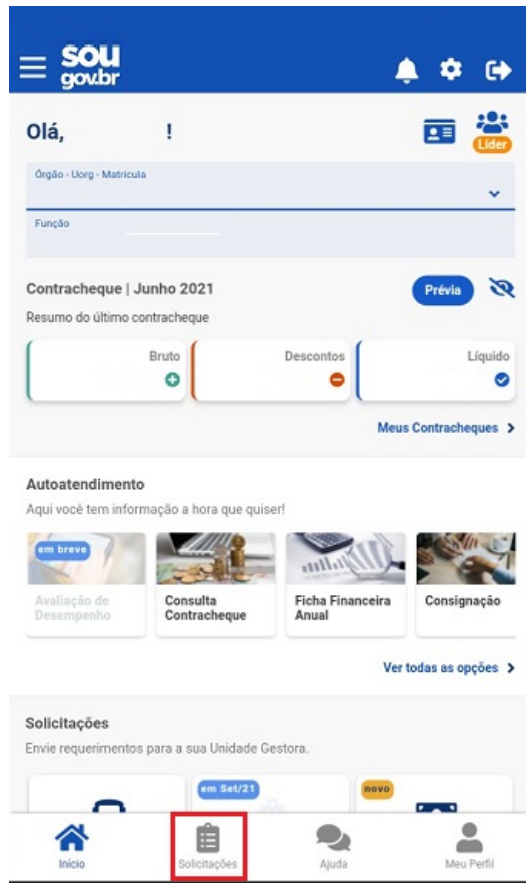 sou
gov.br
Olá, !
Líder
Órgão - Uorg - Matricula
Função
Contracheque | Junho 2021
Prévia
Resumo do último contracheque
Bruto
Descontos
Líquido
Meus Contracheques
Autoatendimento
Aqui você tem informação a hora que quiser!
em breve
Avaliação de
Desempenho
Consulta
Contracheque
Ficha Financeira
Anual
Consignação
Ver todas as opções
Solicitações
Envie requerimentos para a sua Unidade Gestora.
em Set/21
novo
Início
Solicitações
Ajuda
Meu Perfil